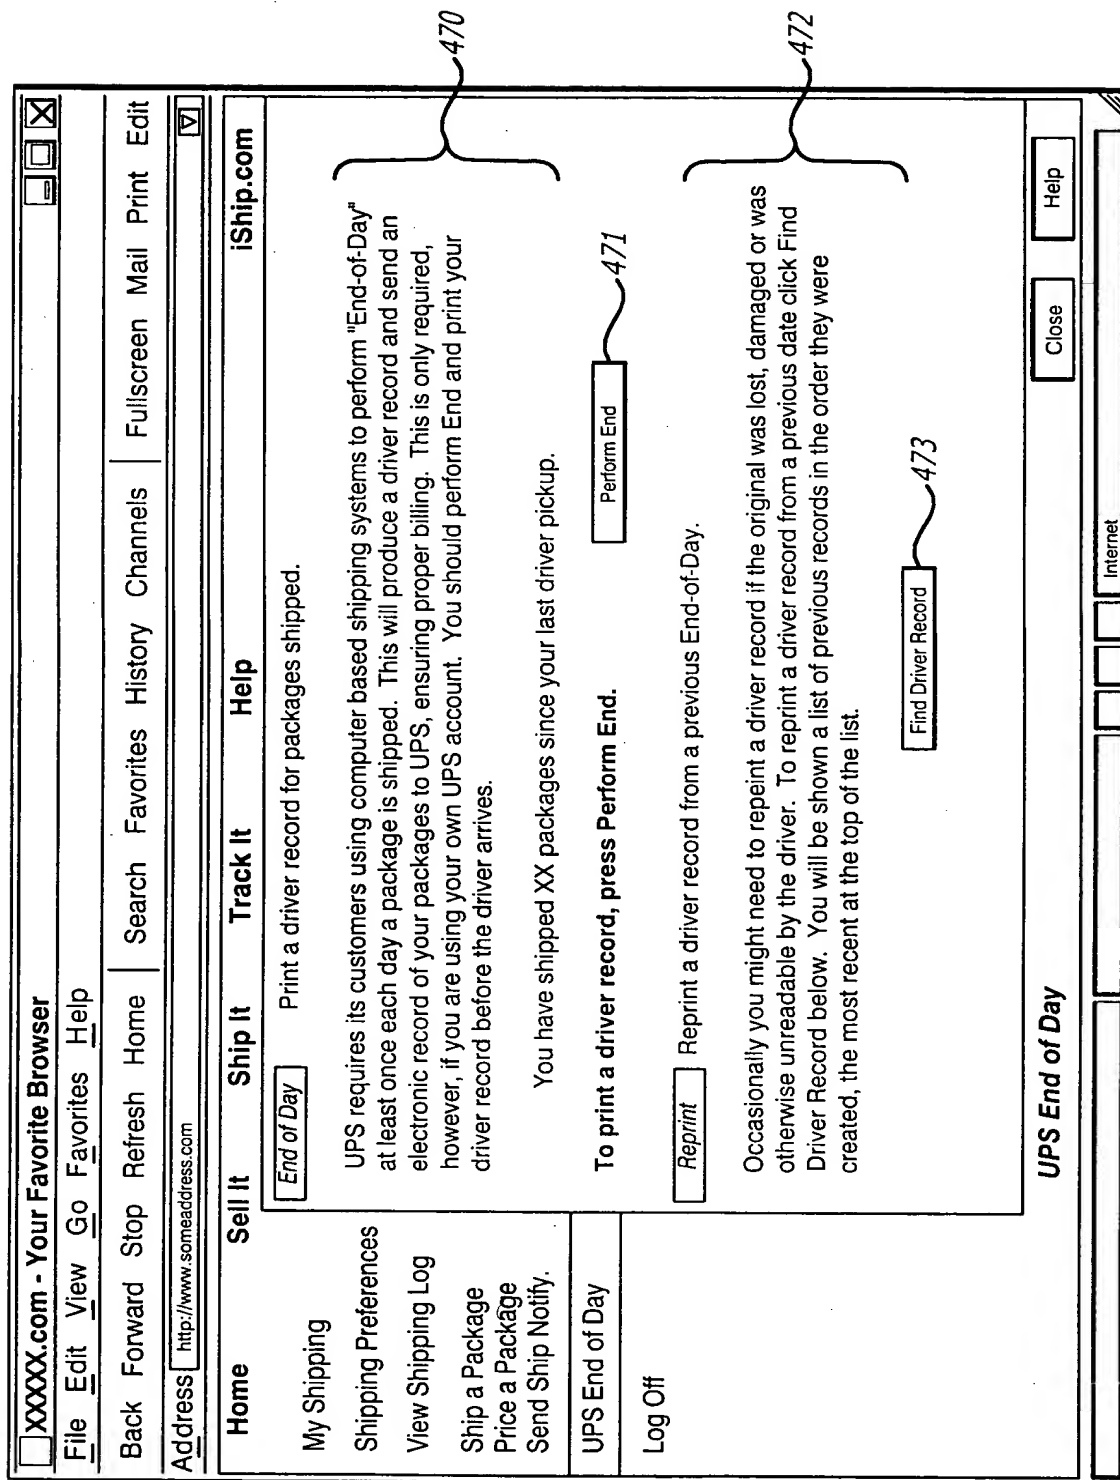 XXXXX.com - Your Favorite Browser
File Edit View Go Favorites Help
Back Forward Stop Refresh Home Search Favorites History Channels Fullscreen Mail Print Edit
Address http://www.someaddress.com
Home Sell It Ship It Track It Help iShip.com
My Shipping
Shipping Preferences
View Shipping Log
Ship a Package
Price a Package
Send Ship Notify.
UPS End of Day
Log Off
End of Day Print a driver record for packages shipped.
UPS requires its customers using computer based shipping systems to perform "End-of-Day"
at least once each day a package is shipped. This will produce a driver record and send an
electronic record of your packages to UPS, ensuring proper billing. This is only required,
however, if you are using your own UPS account. You should perform End and print your
driver record before the driver arrives.
470
You have shipped XX packages since your last driver pickup.
To print a driver record, press Perform End.
Perform End
471
Reprint Reprint a driver record from a previous End-of-Day.
Occasionally you might need to repeint a driver record if the original was lost, damaged or was
otherwise unreadable by the driver. To reprint a driver record from a previous date click Find
Driver Record below. You will be shown a list of previous records in the order they were
created, the most recent at the top of the list.
472
Find Driver Record
473
UPS End of Day
Close Help
Internet